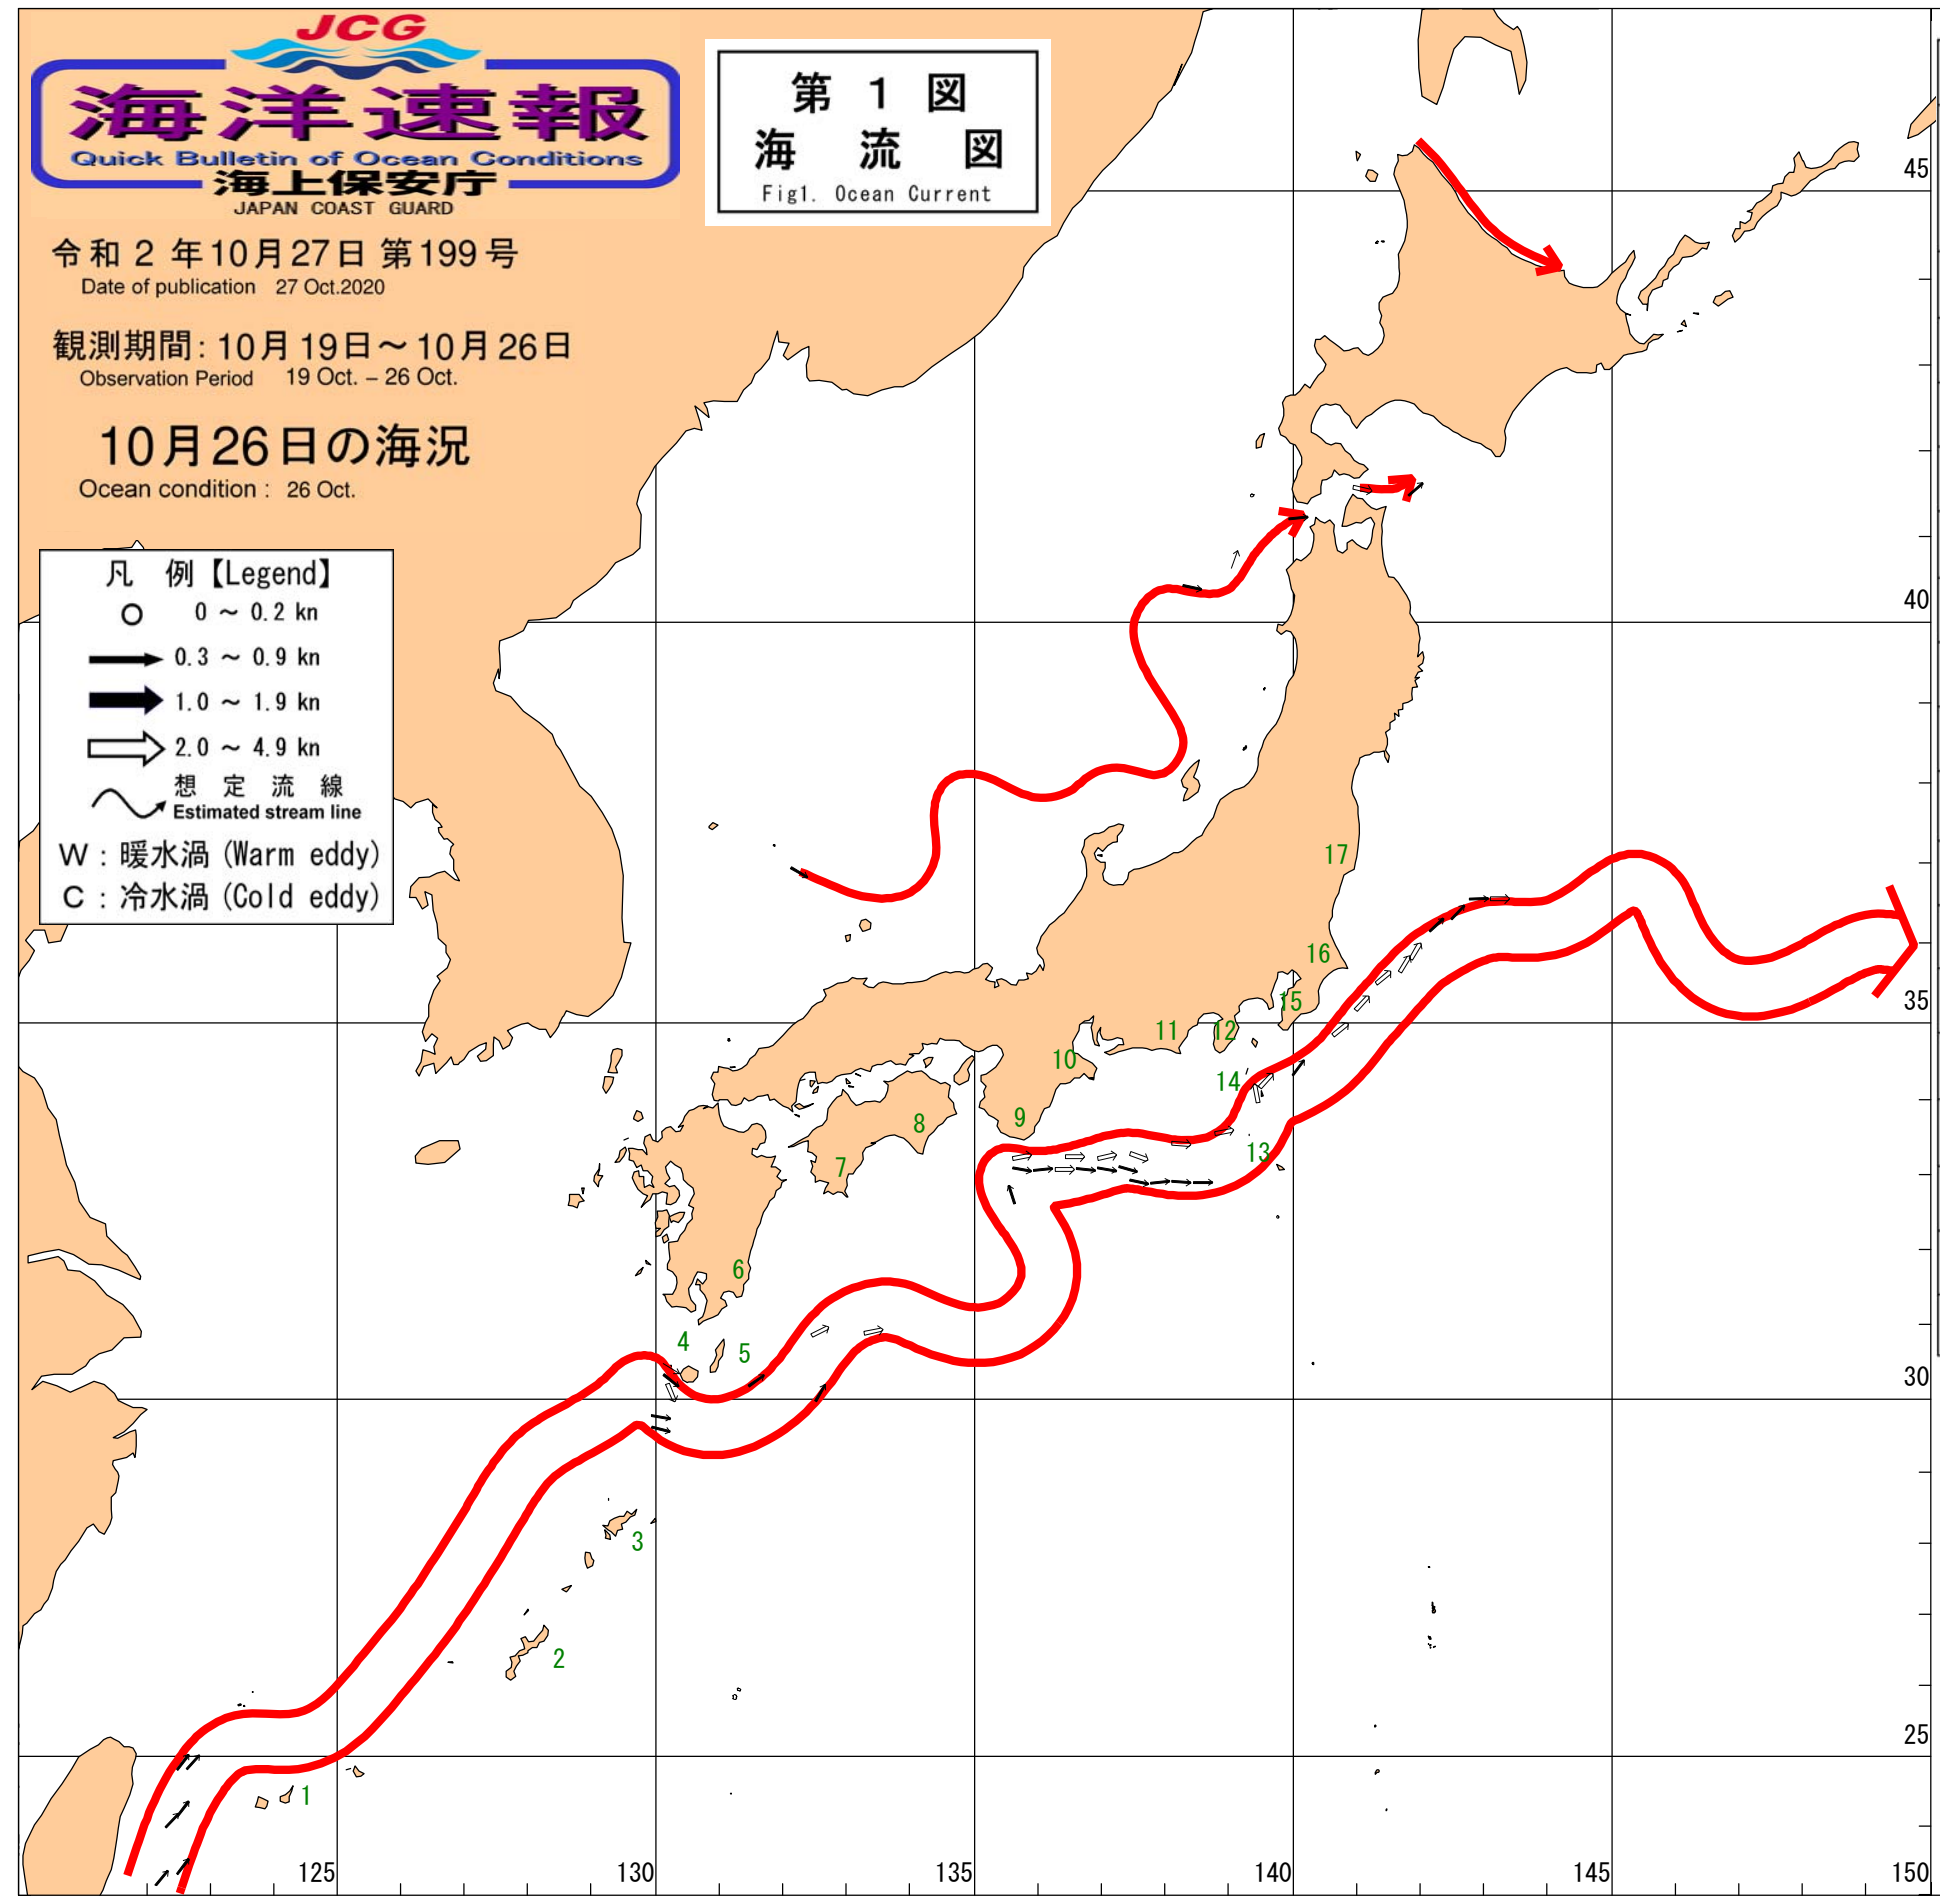 JCG
海洋速報
Quick Bulletin of Ocean Conditions
海上保安庁
JAPAN COAST GUARD
第 1 図
海 流 図
Fig1. Ocean Current
令和 2 年10月27日 第199号
Date of publication 27 Oct.2020
観測期間: 10月19日～10月26日
Observation Period 19 Oct. – 26 Oct.
10月26日の海況
Ocean condition : 26 Oct.
凡 例【Legend】
0 ～ 0.2 kn
0.3 ～ 0.9 kn
1.0 ～ 1.9 kn
2.0 ～ 4.9 kn
想 定 流 線
Estimated stream line
W : 暖水渦 (Warm eddy)
C : 冷水渦 (Cold eddy)
45
40
17
16
35
15
11
12
10
14
9
8
13
7
6
4
5
30
3
2
25
1
125
130
135
140
145
150